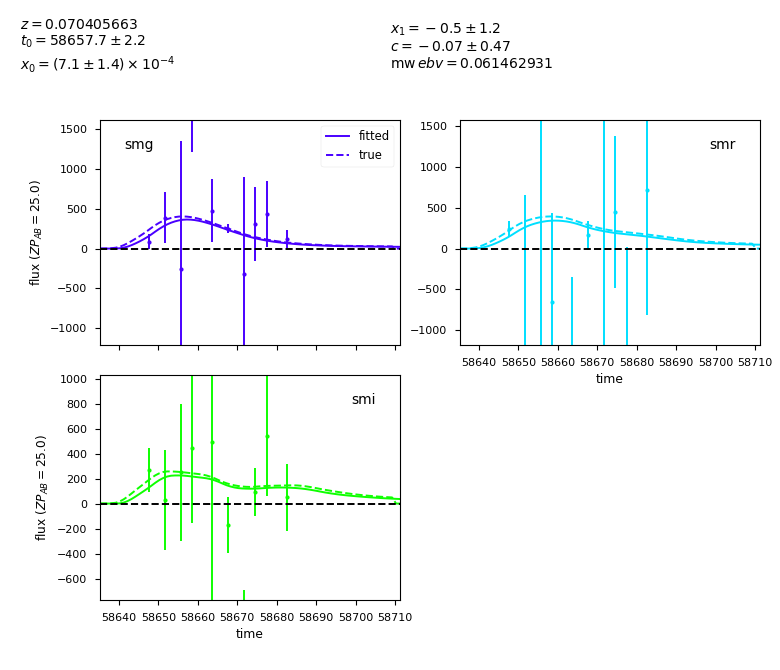 z = 0.070405663
t₀ = 58657.7 ± 2.2
x₀ = (7.1 ± 1.4) × 10⁻⁴
x₁ = −0.5 ± 1.2
c = −0.07 ± 0.47
mw ebv = 0.061462931
smg
fitted
true
1500
1000
500
0
−500
−1000
flux (ZP_AB = 25.0)
smr
1500
1000
500
0
−500
−1000
58640 58650 58660 58670 58680 58690 58700 58710
time
smi
1000
800
600
400
200
0
−200
−400
−600
flux (ZP_AB = 25.0)
58640 58650 58660 58670 58680 58690 58700 58710
time